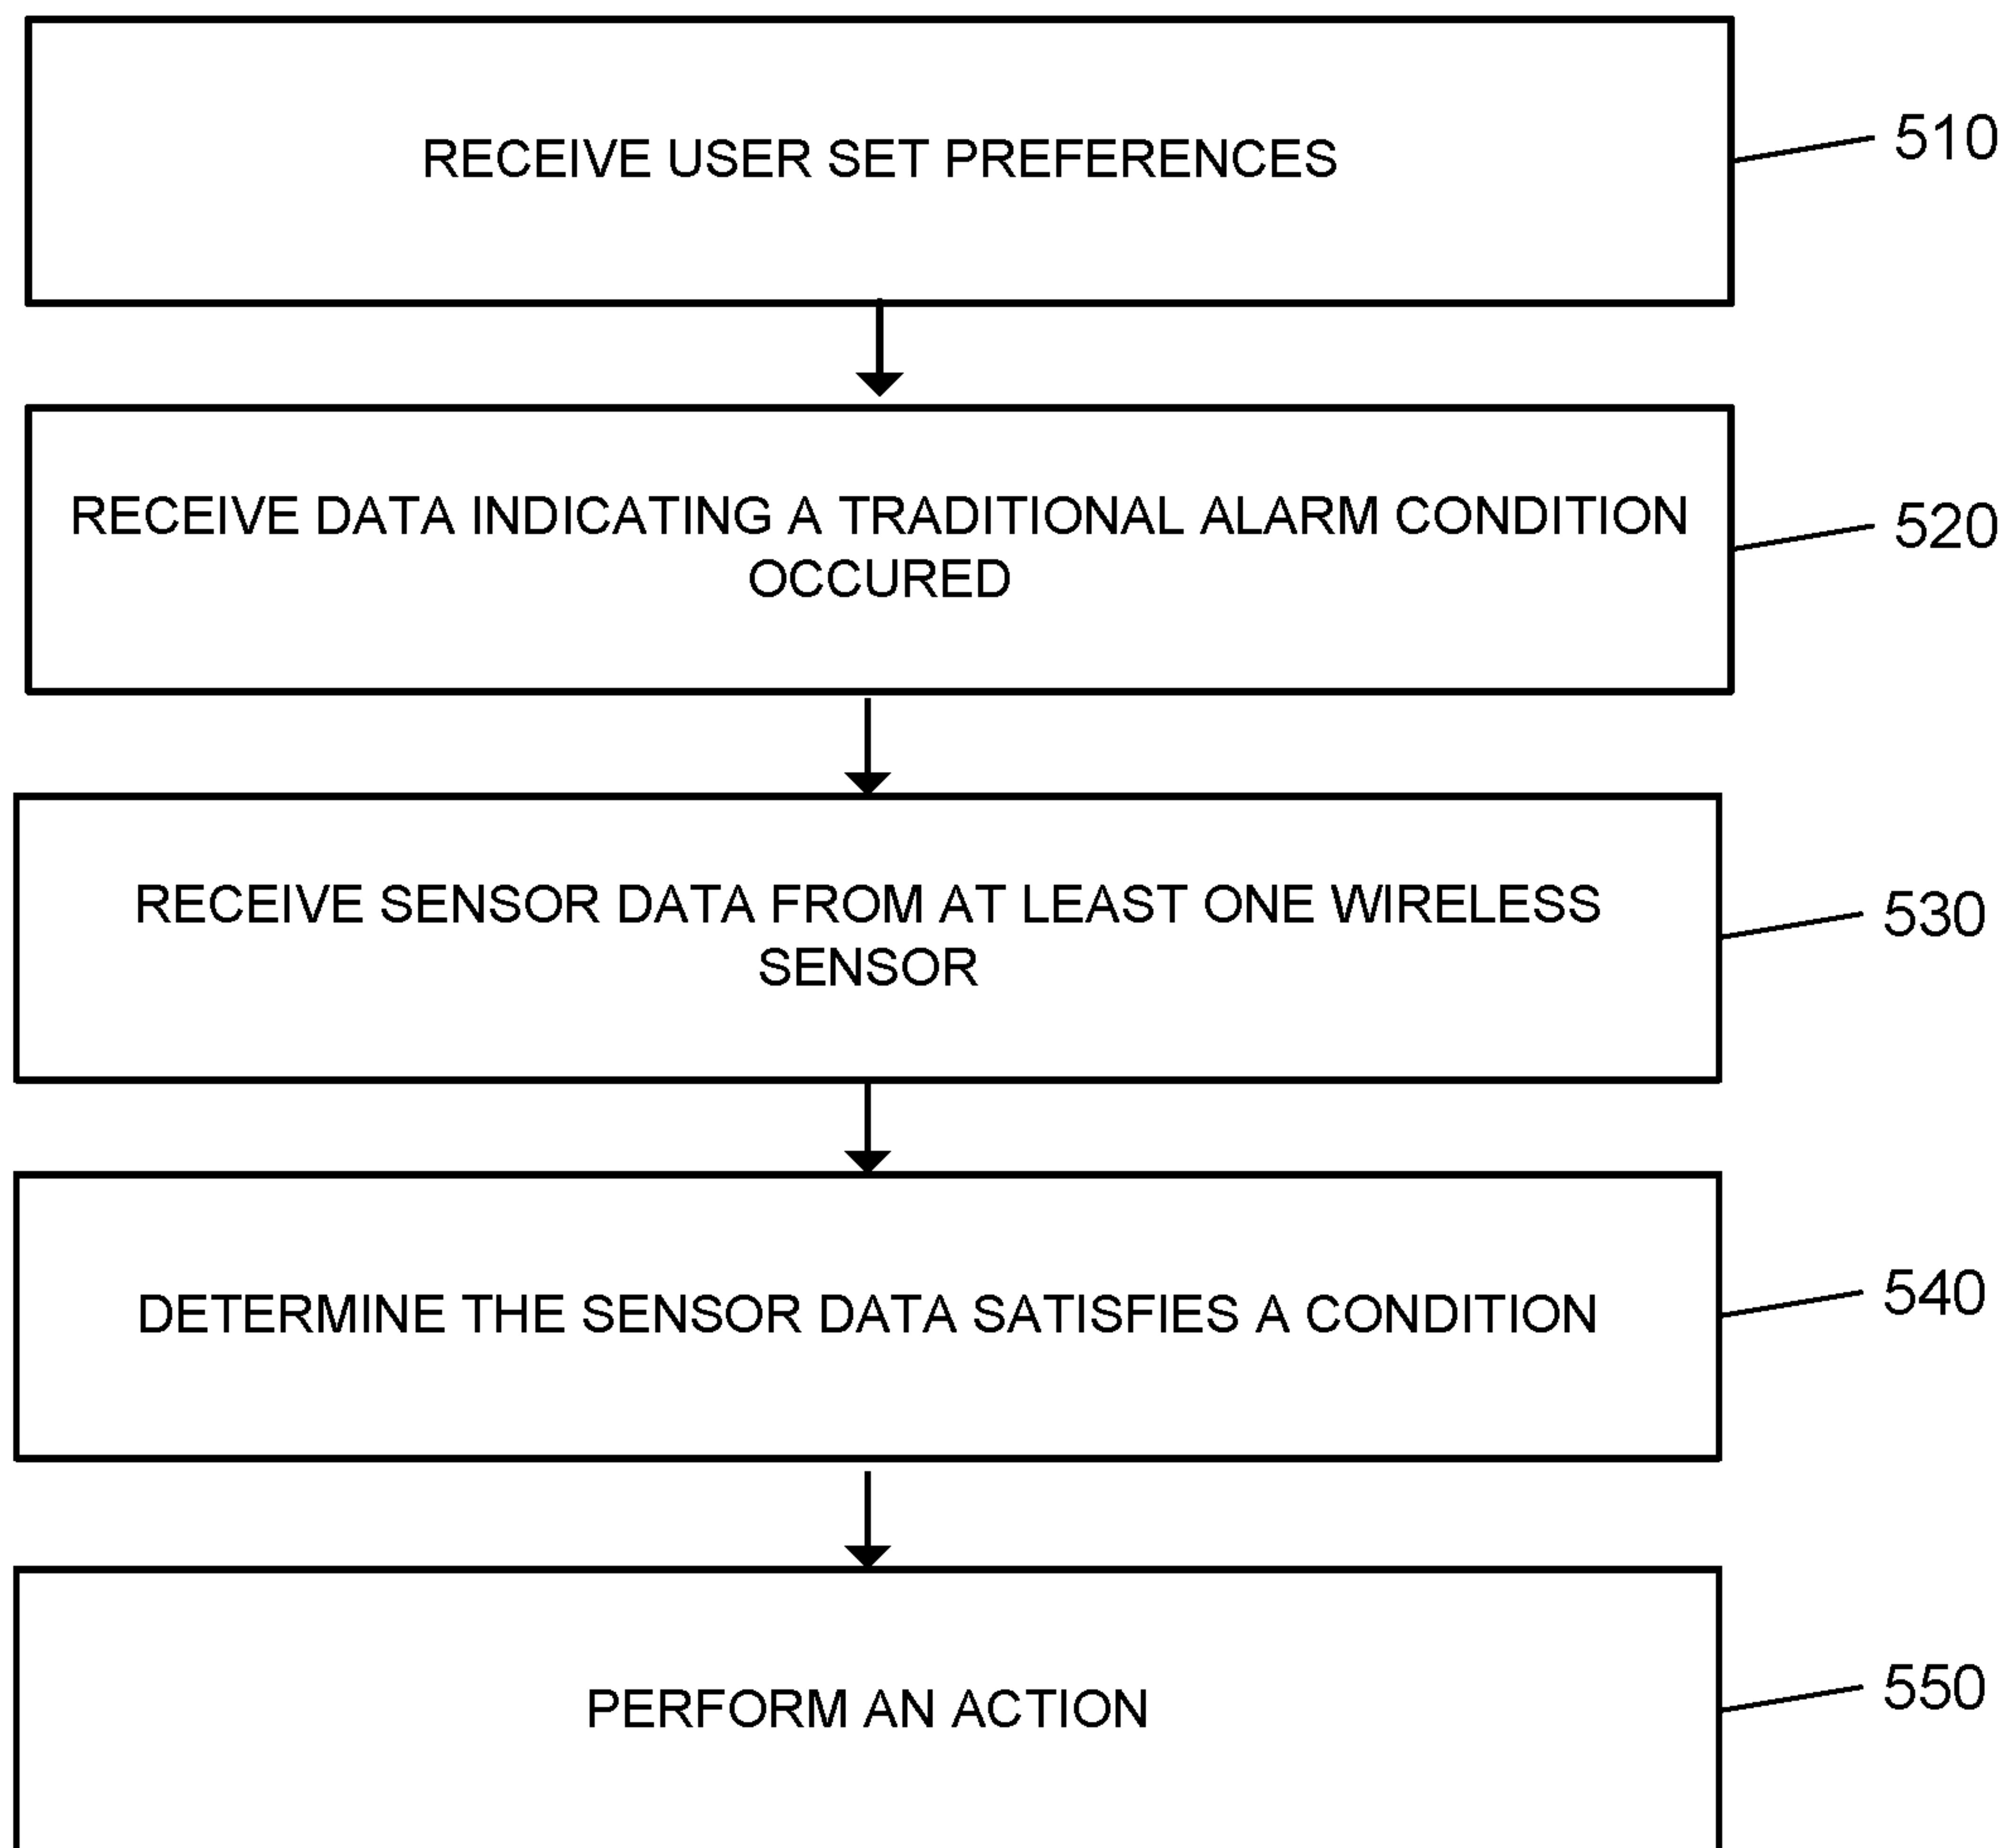 RECEIVE USER SET PREFERENCES
510
RECEIVE DATA INDICATING A TRADITIONAL ALARM CONDITION
OCCURED
520
RECEIVE SENSOR DATA FROM AT LEAST ONE WIRELESS
SENSOR
530
DETERMINE THE SENSOR DATA SATISFIES A CONDITION
540
PERFORM AN ACTION
550